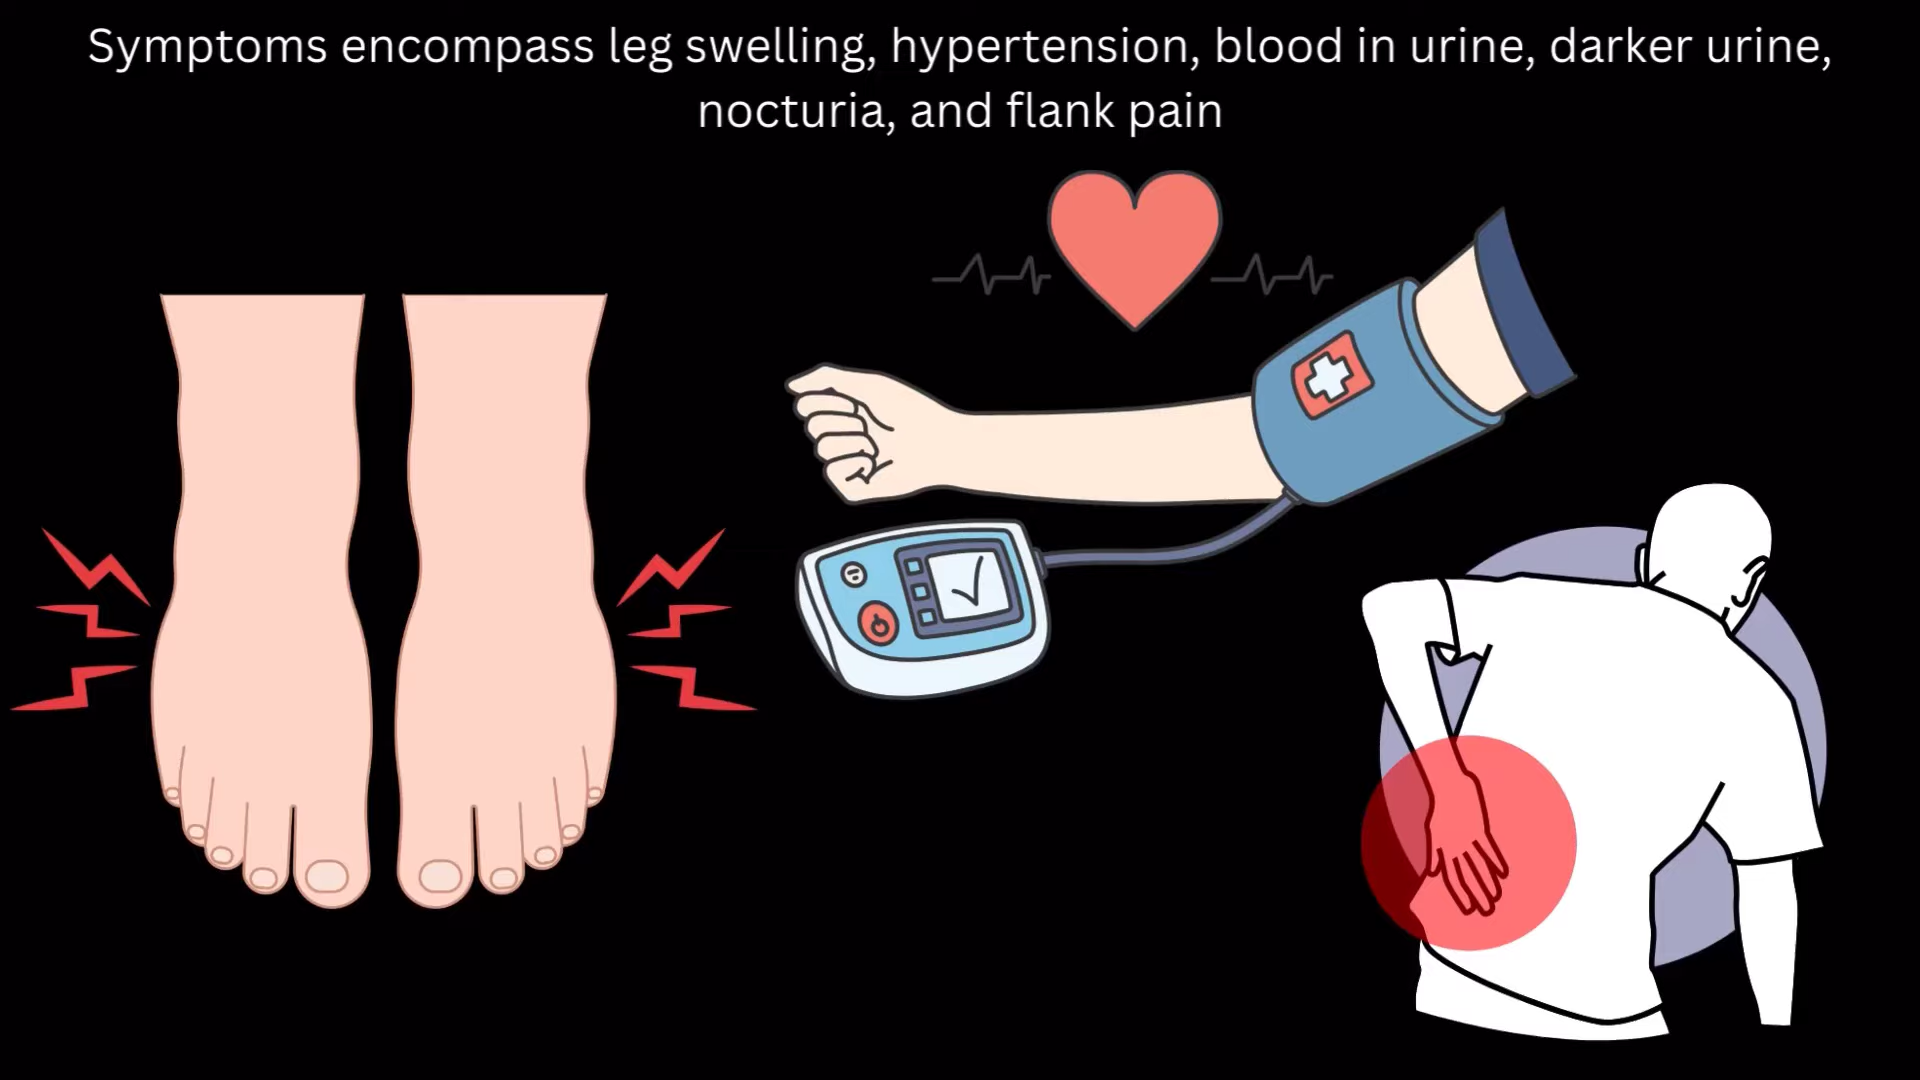 Symptoms encompass leg swelling, hypertension, blood in urine, darker urine,
nocturia, and flank pain